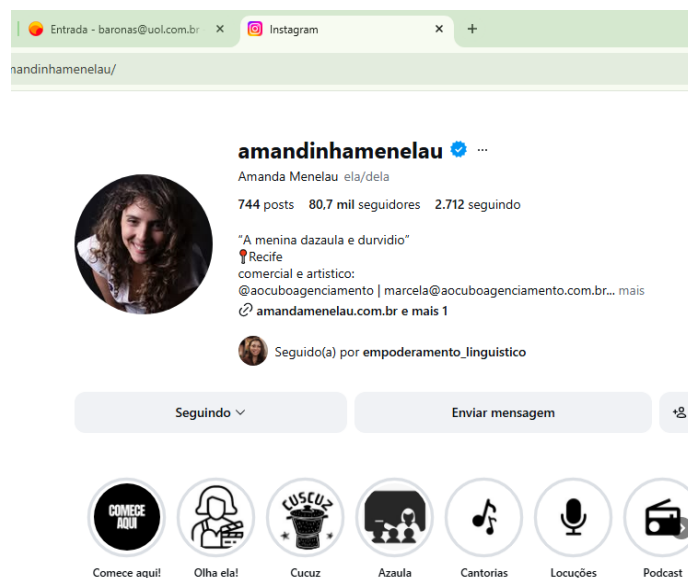 Entrada - baronas@uol.com.br
Instagram
nandinhamenelau/
amandinhamenelau
Amanda Menelau ela/dela
744 posts 80,7 mil seguidores 2.712 seguindo
“A menina dazaula e durvidio”
Recife
comercial e artistico:
@aocuboagenciamento | marcela@aocuboagenciamento.com.br... mais
amandamenelau.com.br e mais 1
Seguido(a) por empoderamento_linguistico
Seguindo Enviar mensagem
COMECE
AQUI
CUSCUZ
Comece aqui! Olha ela! Cucuz Azaula Cantorias Locuções Podcast